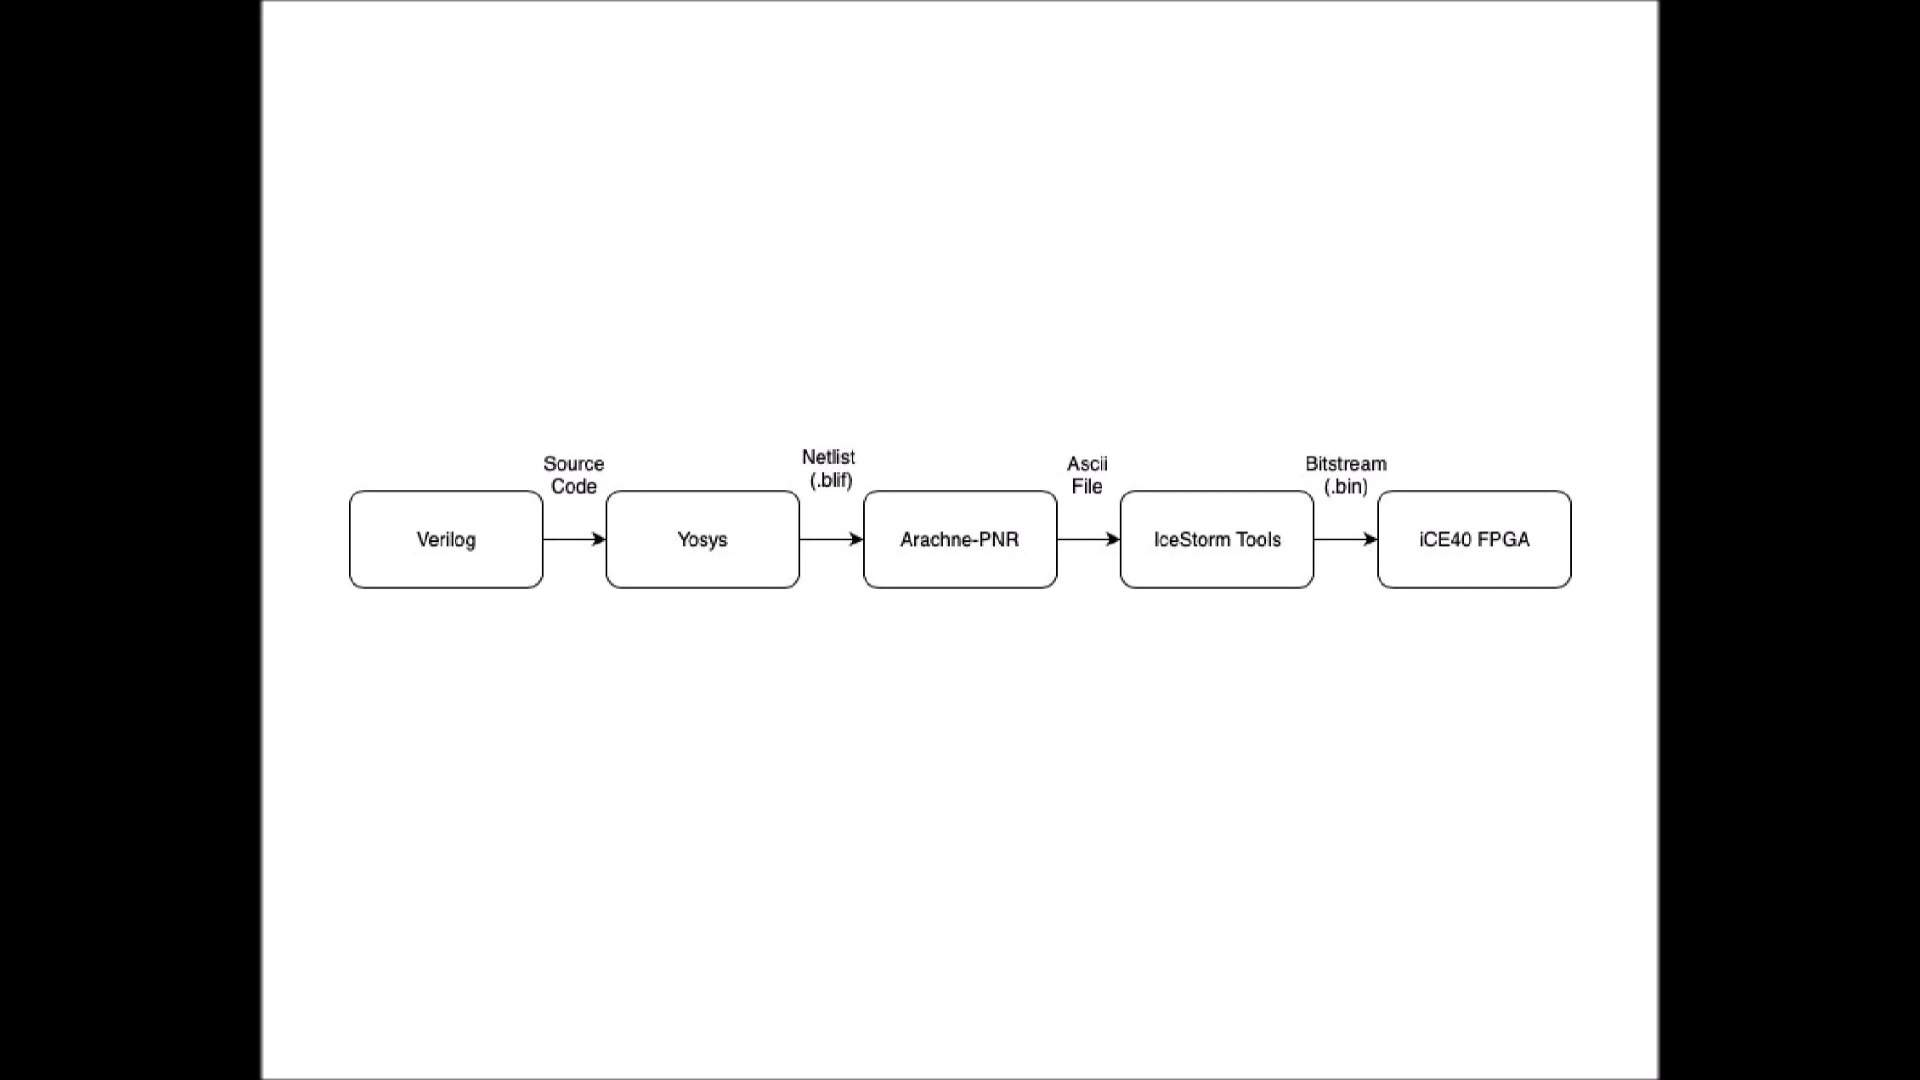 Verilog
Source
Code
Yosys
Netlist
(.blif)
Arachne-PNR
Ascii
File
IceStorm Tools
Bitstream
(.bin)
iCE40 FPGA